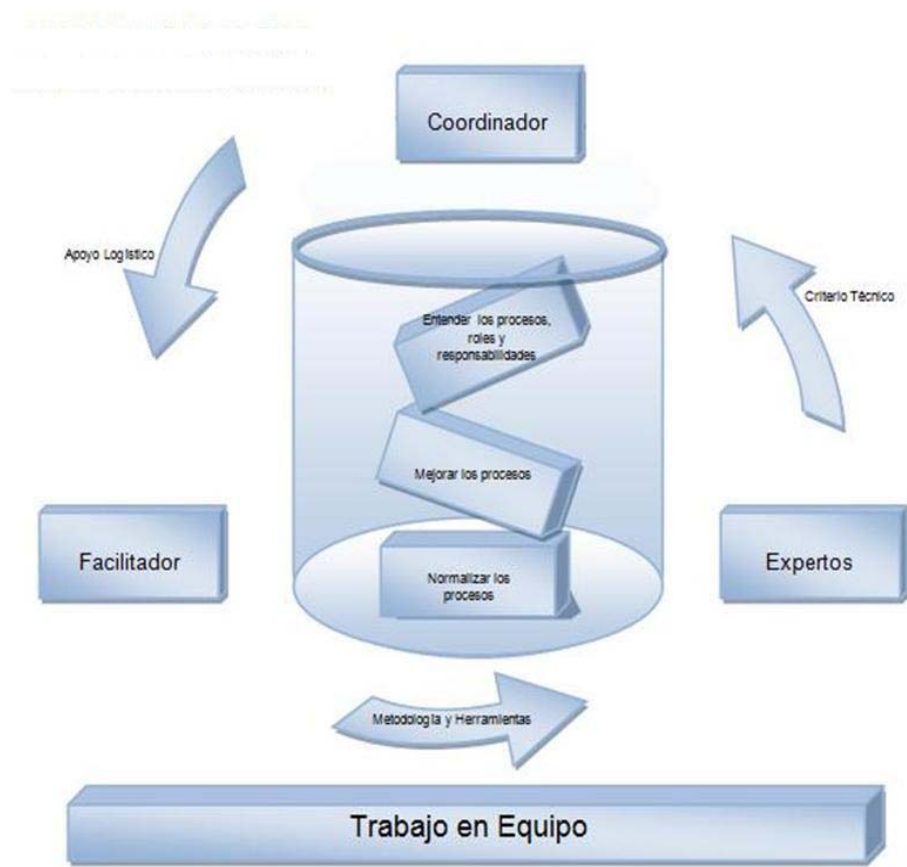 Coordinador
Apoyo Logístico
Criterio Técnico
Entender los procesos,
roles y
responsabilidades
Mejorar los procesos
Facilitador
Normalizar los
procesos
Expertos
Metodología y Herramientas
Trabajo en Equipo